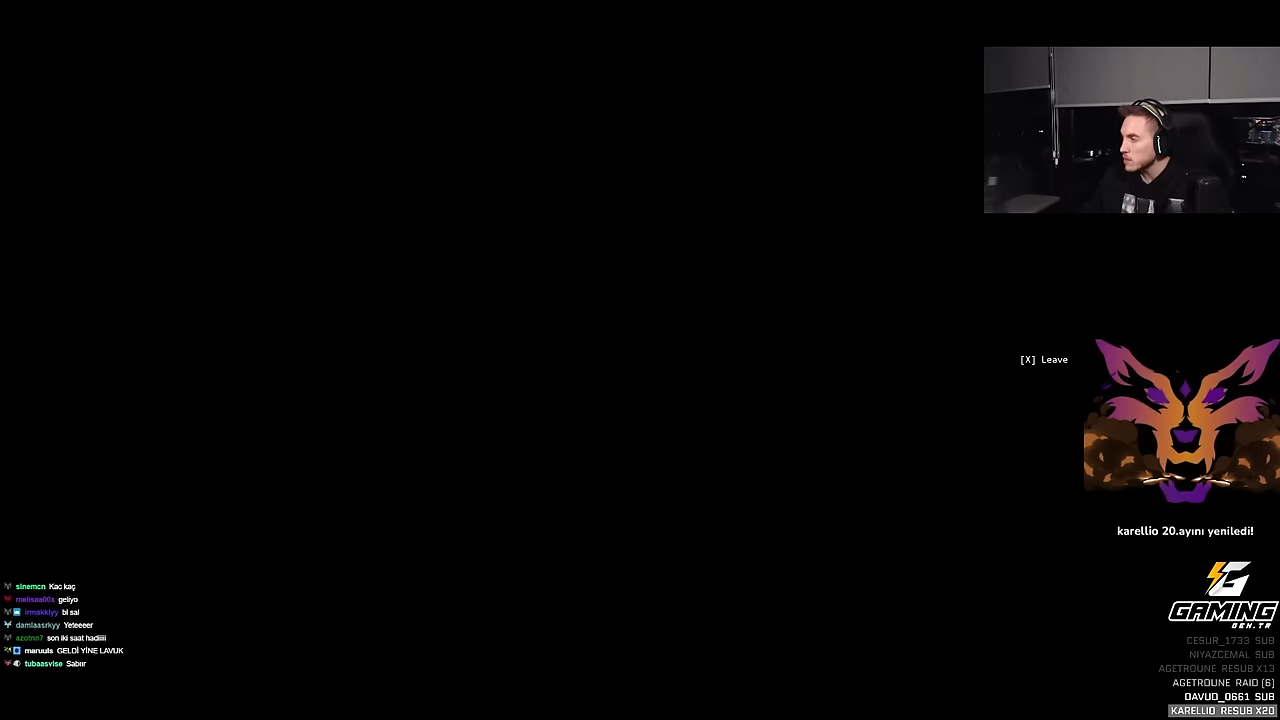 [X] Leave
karellio 20.ayını yeniledi!
sinemcn Kac kaç
melisaa00x geliyo
irmakkiyy bi sal
damlaasrkyy Yeteeeer
azotnn7 son iki saat hadiiiii
maruuls GELDİ YİNE LAVUK
tubaasvise Sabıır
GAMING
GEN.TR
CESUR_1733 SUB
NIYAZCEMAL SUB
AGETROUNE RESUB X13
AGETROUNE RAID [6]
DAVUD_0661 SUB
KARELLIO RESUB X20